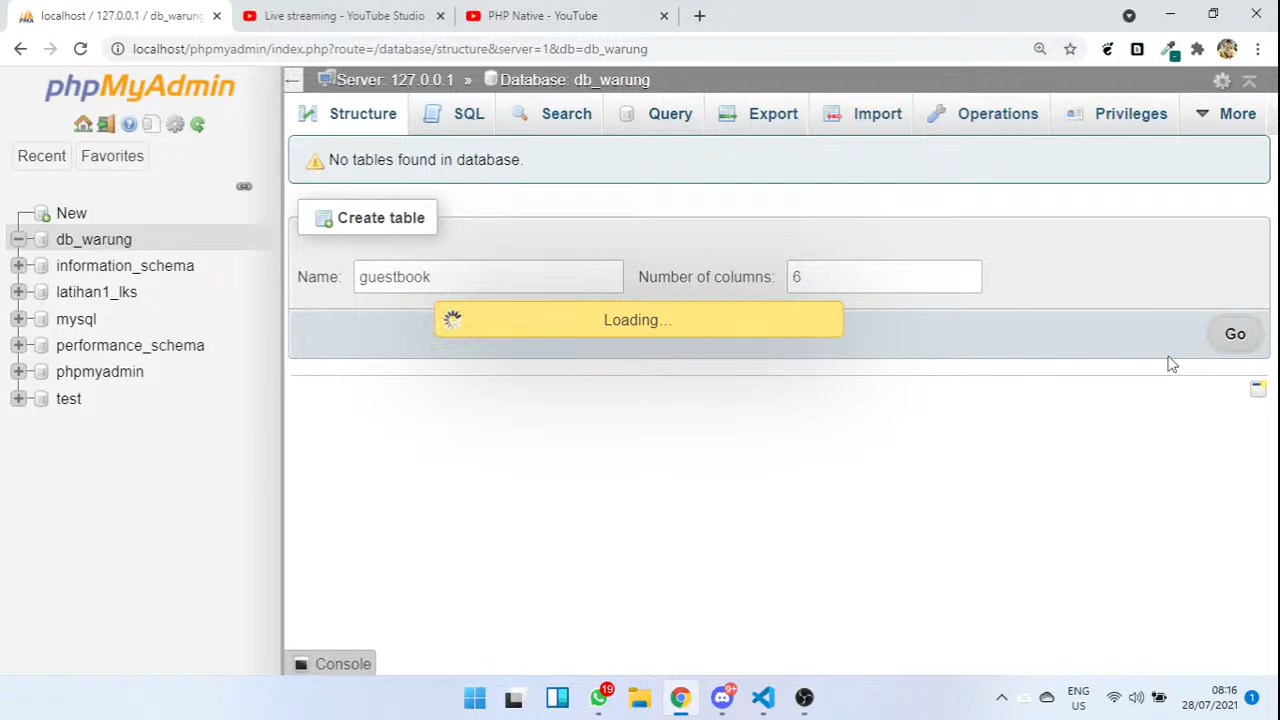 localhost / 127.0.0.1 / db_warung
Live streaming - YouTube Studio
PHP Native - YouTube
localhost/phpmyadmin/index.php?route=/database/structure&server=1&db=db_warung
phpMyAdmin
Server: 127.0.0.1 » Database: db_warung
Structure SQL Search Query Export Import Operations Privileges More
Recent Favorites
No tables found in database.
New
db_warung
information_schema
latihan1_lks
mysql
performance_schema
phpmyadmin
test
Create table
Name: guestbook Number of columns: 6
Loading…
Go
Console
19
9+
ENG
US
08:16
28/07/2021
1